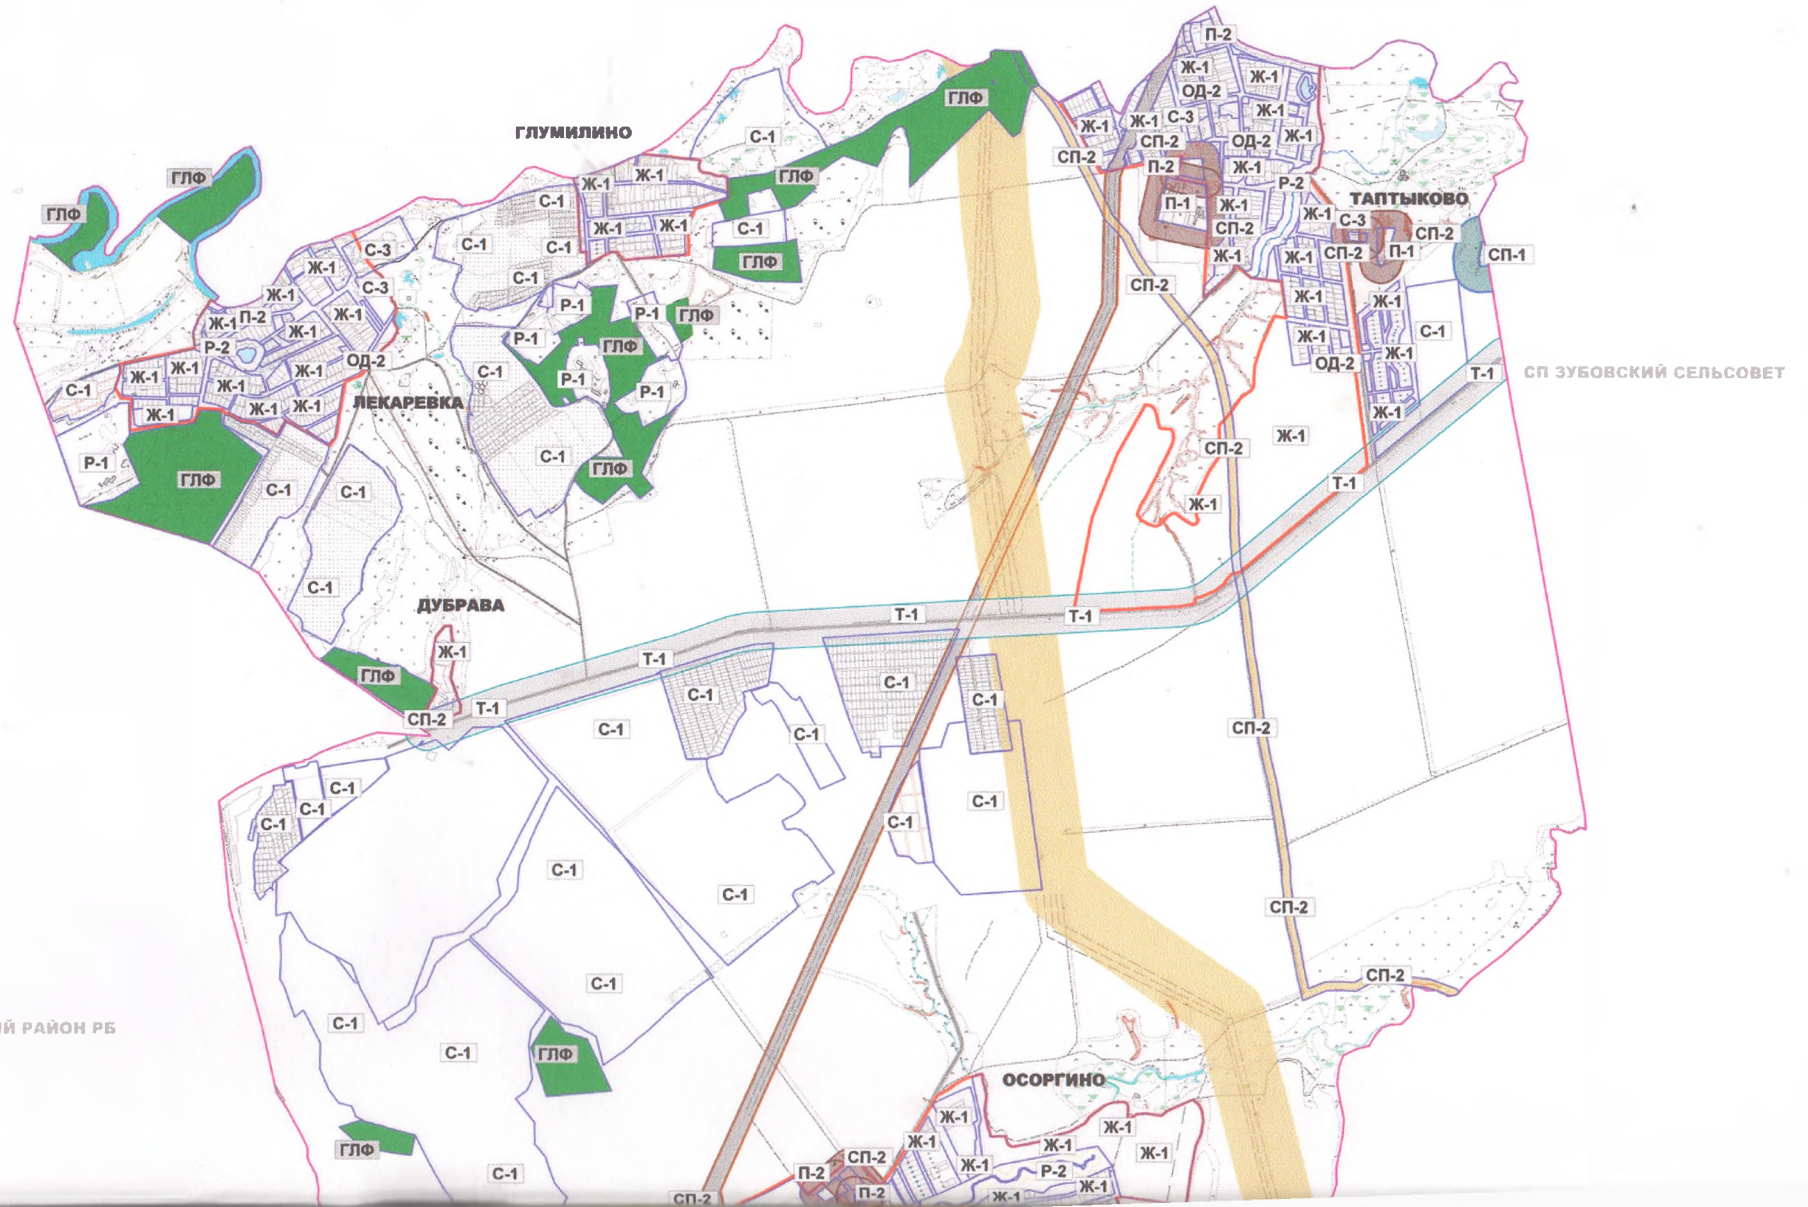 П-2
Ж-1
Ж-1
ОД-2
ГЛФ
Ж-1
С-3
Ж-1
Ж-1
ГЛУМИЛИНО
С-1
Ж-1
СП-2
ОД-2
СП-2
П-2
Ж-1
ГЛФ
Ж-1
ГЛФ
Ж-1
Р-2
ТАПТЫКОВО
С-1
П-1
Ж-1
ГЛФ
Ж-1
С-3
Ж-1
Ж-1
С-1
СП-2
СП-2
С-3
С-1
С-1
СП-2
П-1
СП-1
Ж-1
ГЛФ
Ж-1
Ж-1
С-1
СП-2
С-3
Ж-1
Р-1
Ж-1
Ж-1
Ж-1
П-2
Ж-1
Р-1
ГЛФ
Ж-1
Ж-1
С-1
Р-2
Р-1
ГЛФ
Ж-1
Ж-1
ОД-2
ОД-2
Ж-1
Ж-1
Ж-1
С-1
Р-1
Т-1
СП ЗУБОВСКИЙ СЕЛЬСОВЕТ
С-1
Ж-1
Р-1
ЛЕКАРЕВКА
Ж-1
Ж-1
Ж-1
Ж-1
Р-1
ГЛФ
С-1
С-1
С-1
ГЛФ
СП-2
Ж-1
Т-1
Ж-1
С-1
ДУБРАВА
Т-1
Т-1
Ж-1
Т-1
ГЛФ
С-1
С-1
С-1
СП-2
Т-1
С-1
С-1
СП-2
С-1
С-1
С-1
С-1
С-1
С-1
С-1
СП-2
СП-2
С-1
С-1
Й РАЙОН РБ
С-1
ГЛФ
ОСОРГИНО
Ж-1
Ж-1
ГЛФ
Ж-1
Ж-1
Ж-1
СП-2
С-1
П-2
Ж-1
Р-2
СП-2
П-2
Ж-1
Ж-1